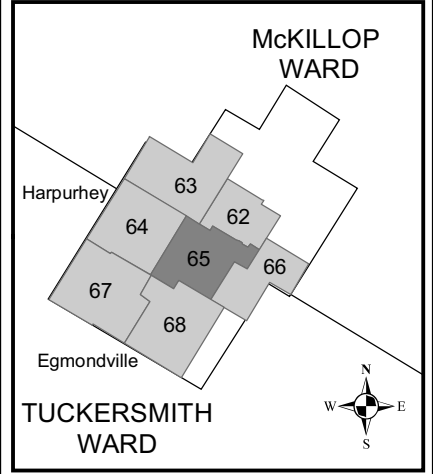 McKILLOP
WARD
63
Harpurhey
62
64
65
66
67
68
Egmondville
TUCKERSMITH
WARD
N
W
E
S